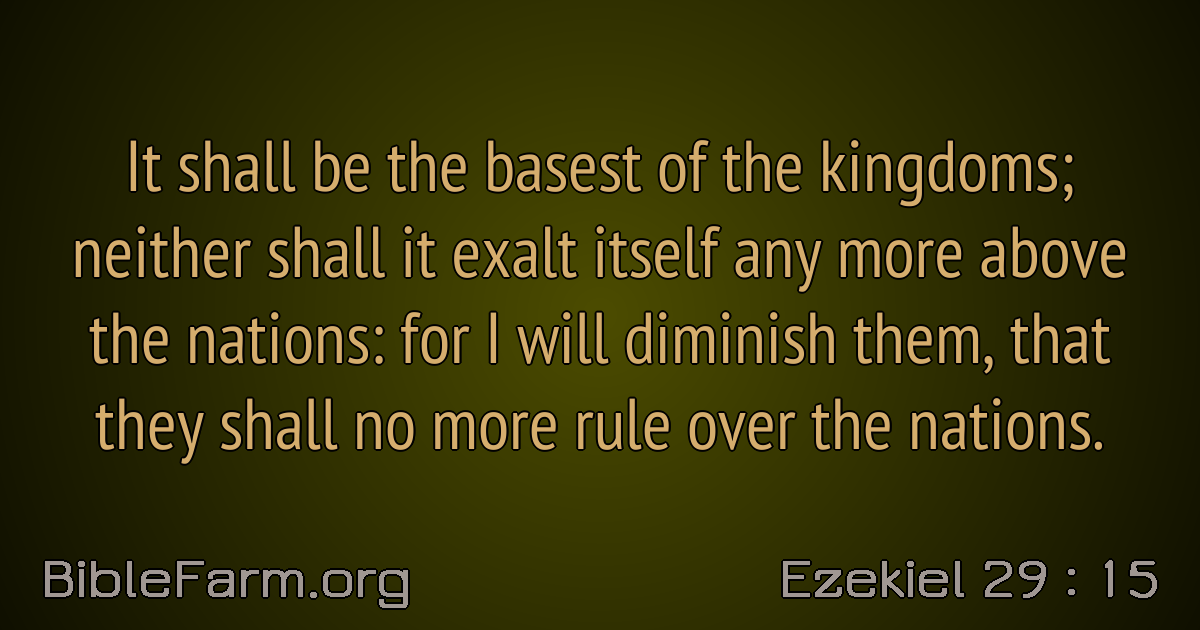 It shall be the basest of the kingdoms;
neither shall it exalt itself any more above
the nations: for I will diminish them, that
they shall no more rule over the nations.
BibleFarm.org
Ezekiel 29 : 15